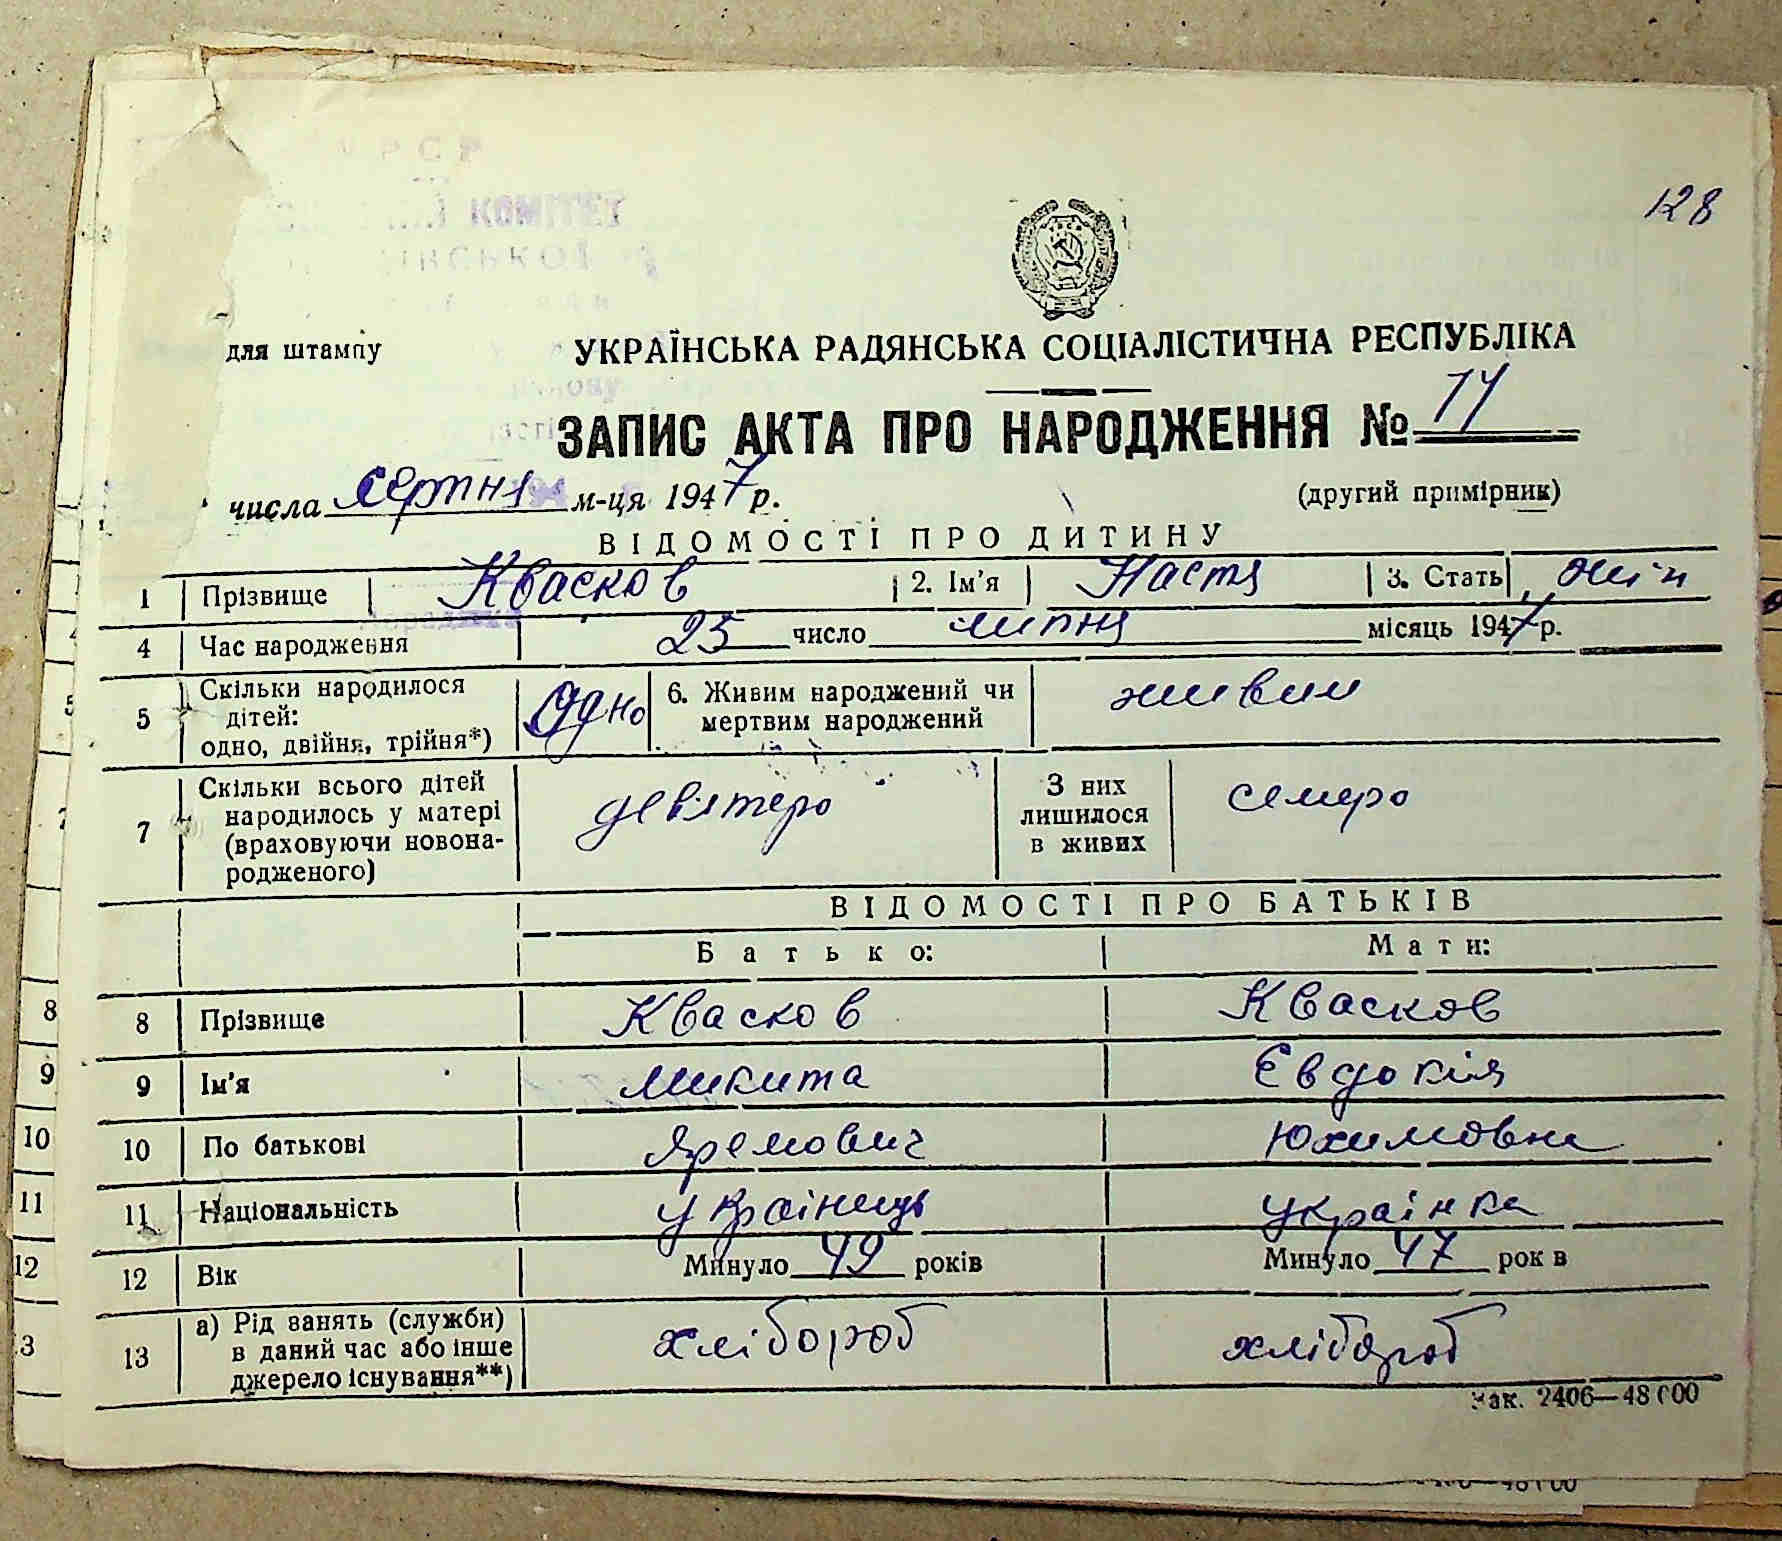 РСР
КОМІТЕТ
128
для штампу
УКРАЇНСЬКА РАДЯНСЬКА СОЦІАЛІСТИЧНА РЕСПУБЛІКА
ЗАПИС АКТА ПРО НАРОДЖЕННЯ №
числа серпня м-ця 1947 р.
(другий примірник)
ВІДОМОСТІ ПРО ДИТИНУ
1 Прізвище Квасков 2. Ім'я Настя 3. Стать жін
4 Час народження 25 число липня місяць 1947 р.
5 Скільки народилося дітей: одно, двійня, трійня*) Одно 6. Живим народжений чи мертвим народжений живим
7 Скільки всього дітей народилось у матері (враховуючи новонародженого) дев'ятеро З них лишилося в живих семеро
ВІДОМОСТІ ПРО БАТЬКІВ
Батько: Мати:
8 Прізвище Квасков Квасков
9 Ім'я Микита Євдокія
10 По батькові Яремович Юхимовна
11 Національність українець українка
12 Вік Минуло 49 років Минуло 47 рок в
13 а) Рід занять (служби) в даний час або інше джерело існування**) хлібороб хлібороб
Зак. 2406—48000